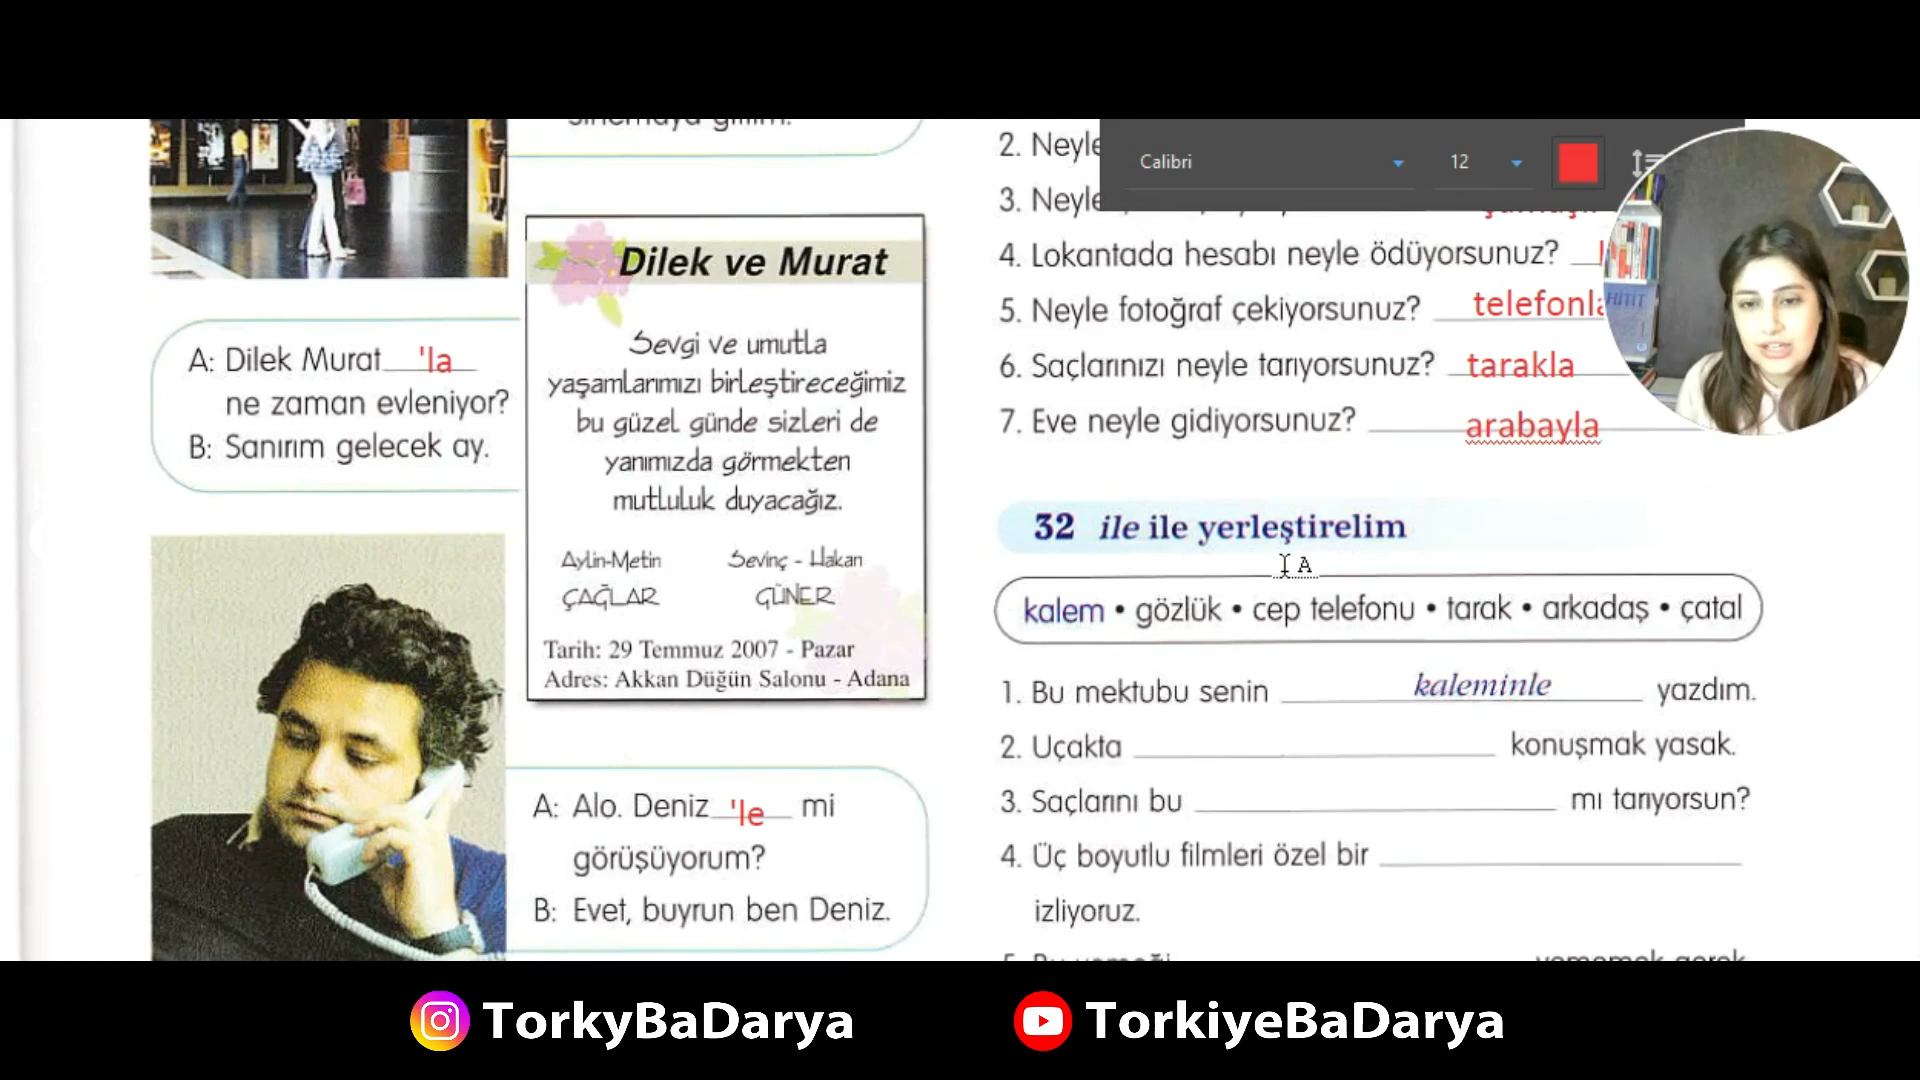 A: Dilek Murat 'la
ne zaman evleniyor?
B: Sanırım gelecek ay.
Dilek ve Murat
Sevgi ve umutla
yaşamlarımızı birleştireceğimiz
bu güzel günde sizleri de
yanımızda görmekten
mutluluk duyacağız.
Aylin-Metin Sevinç - Hakan
ÇAĞLAR GÜNER
Tarih: 29 Temmuz 2007 - Pazar
Adres: Akkan Düğün Salonu - Adana
A: Alo. Deniz 'le mi
görüşüyorum?
B: Evet, buyrun ben Deniz.
Calibri 12
2. Neyle
3. Neyle
4. Lokantada hesabı neyle ödüyorsunuz?
5. Neyle fotoğraf çekiyorsunuz? telefonla
6. Saçlarınızı neyle tarıyorsunuz? tarakla
7. Eve neyle gidiyorsunuz? arabayla
HİTİT
32 ile ile yerleştirelim
kalem • gözlük • cep telefonu • tarak • arkadaş • çatal
1. Bu mektubu senin kaleminle yazdım.
2. Uçakta konuşmak yasak.
3. Saçlarını bu mı tarıyorsun?
4. Üç boyutlu filmleri özel bir
izliyoruz.
TorkyBaDarya TorkiyeBaDarya